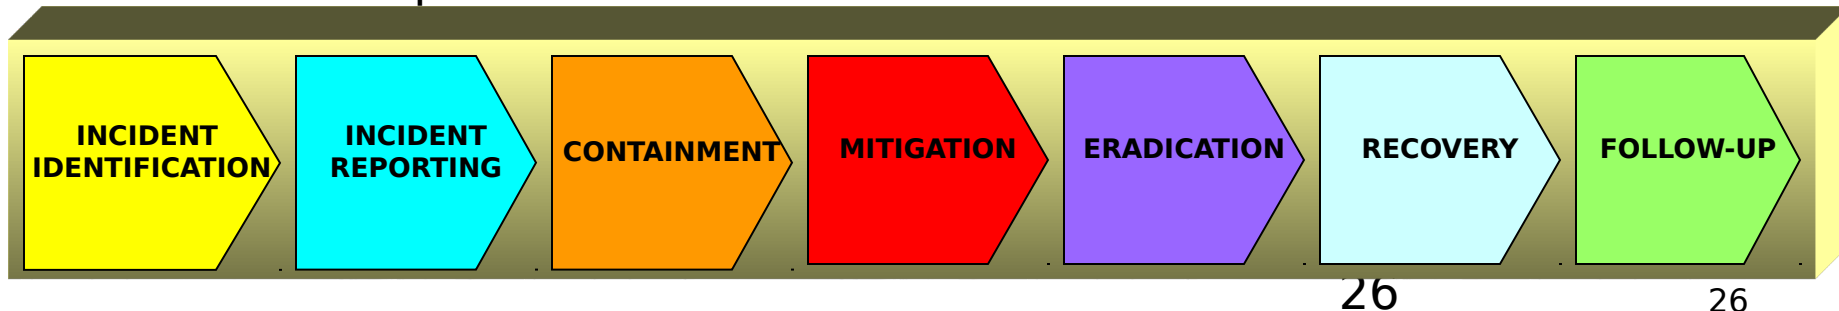 INCIDENT
IDENTIFICATION
INCIDENT
REPORTING
CONTAINMENT
MITIGATION
ERADICATION
RECOVERY
FOLLOW-UP
26
26